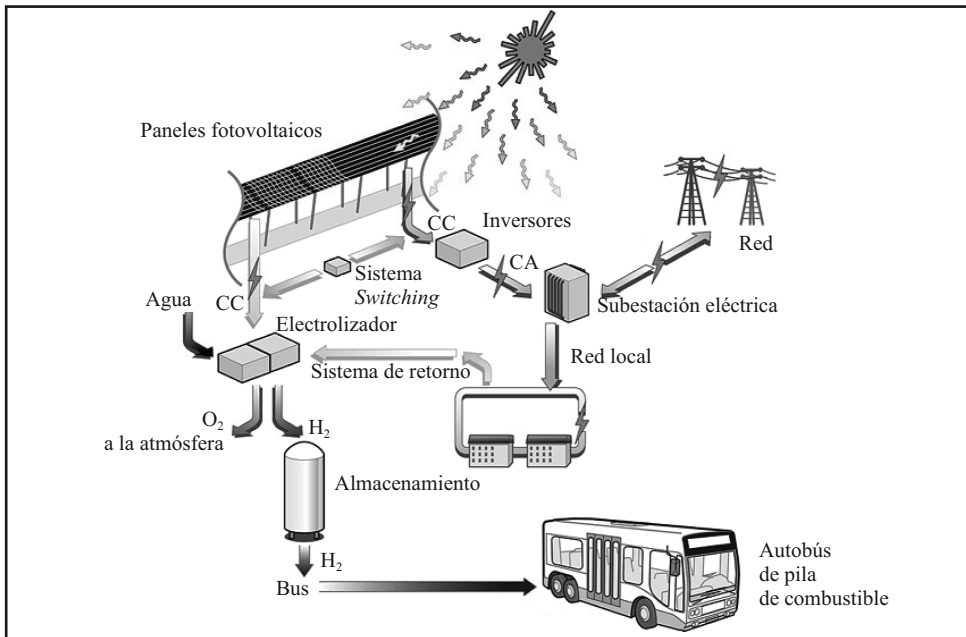 Paneles fotovoltaicos
CC
Inversores
Red
CA
Sistema
Switching
Subestación eléctrica
Agua
CC
Electrolizador
Red local
Sistema de retorno
O₂
a la atmósfera
H₂
Almacenamiento
H₂
Bus
Autobús
de pila
de combustible